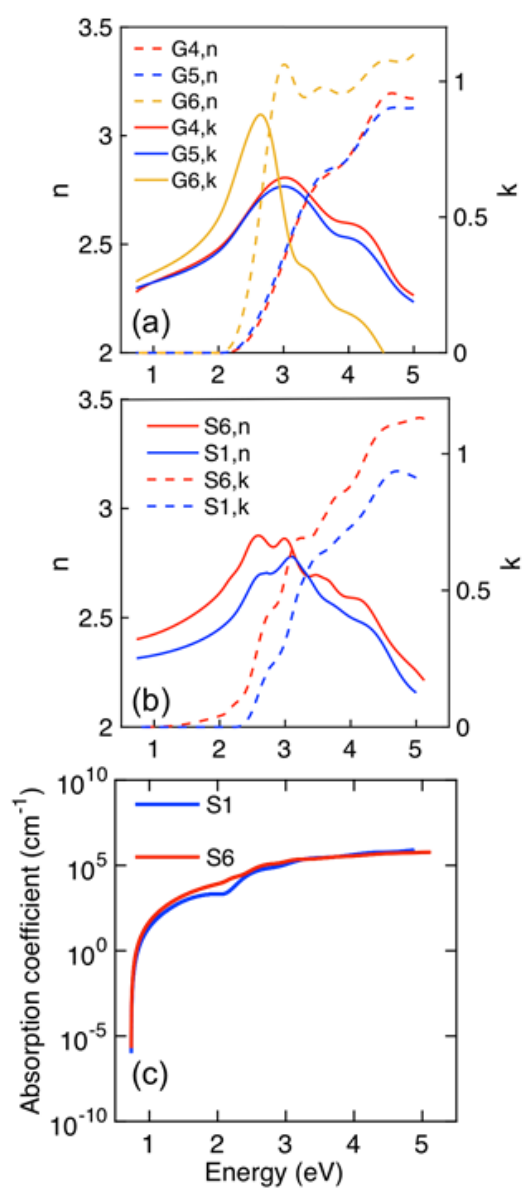 3.5
G4,n
G5,n
G6,n
G4,k
G5,k
G6,k
3
2.5
2
n
1
0.5
0
k
(a)
1 2 3 4 5
3.5
S6,n
S1,n
S6,k
S1,k
3
2.5
2
n
1
0.5
0
k
(b)
1 2 3 4 5
10^10
S1
S6
10^5
10^0
10^-5
10^-10
Absorption coefficient (cm^-1)
(c)
1 2 3 4 5
Energy (eV)